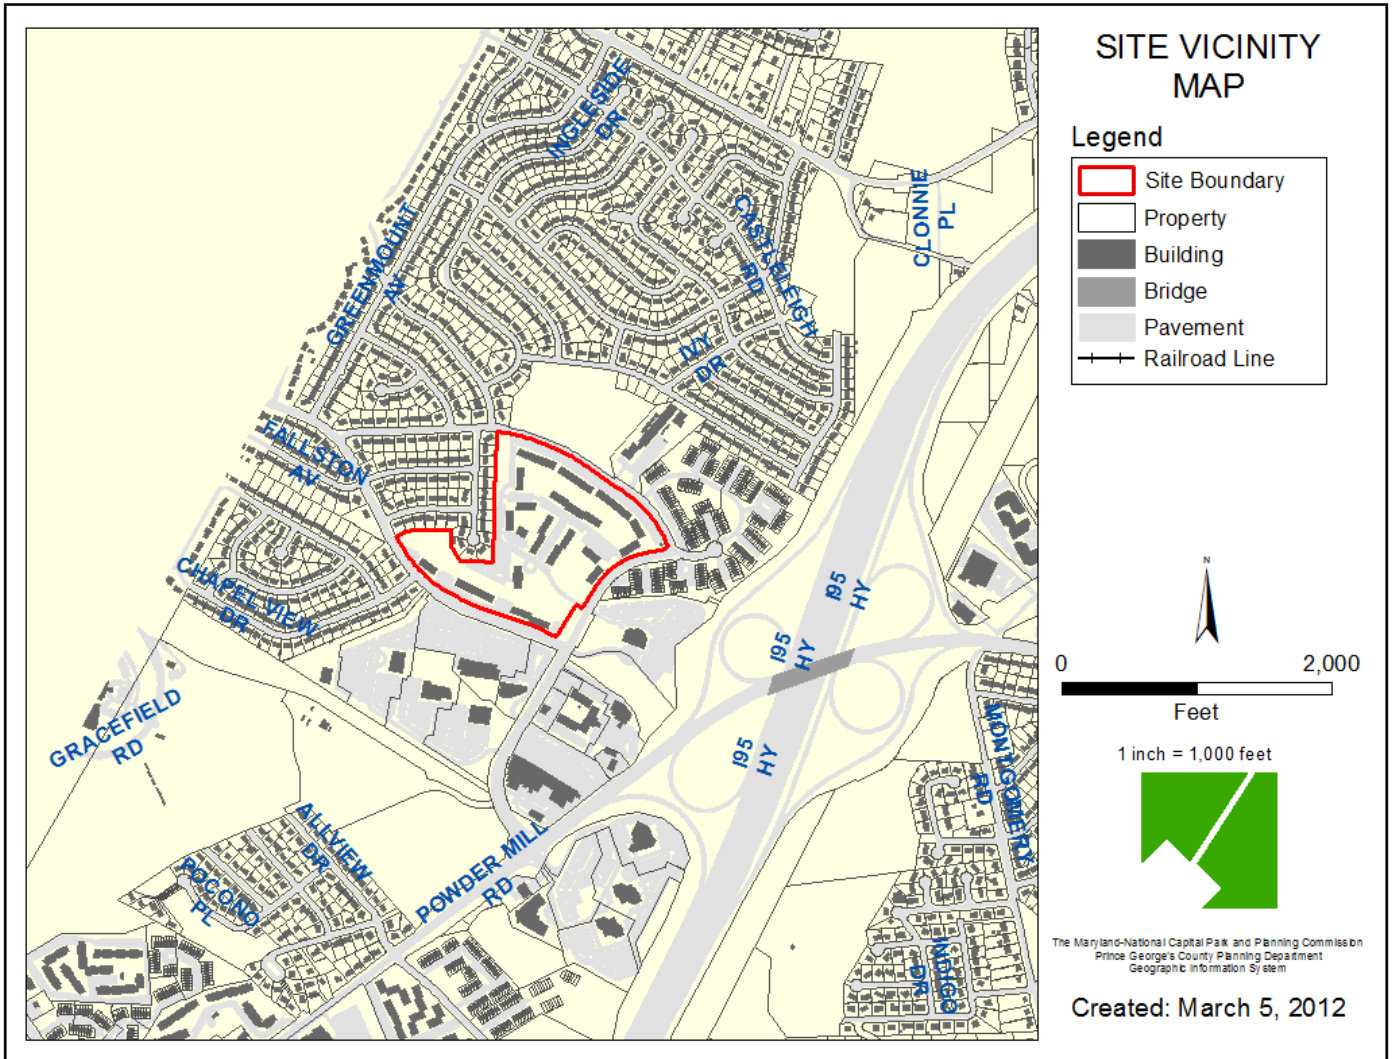 SITE VICINITY
MAP
Legend
Site Boundary
Property
Building
Bridge
Pavement
Railroad Line
N
0 2,000
Feet
1 inch = 1,000 feet
The Maryland-National Capital Park and Planning Commission
Prince George's County Planning Department
Geographic Information System
Created: March 5, 2012
INGLESIDE
DR
CLONNIE
PL
CASTLELEIGH
RD
GREENMOUNT
AV
IVY
DR
FALLSTON
AV
CHAPEL VIEW
DR
I95
HY
I95
HY
I95
HY
GRACEFIELD
RD
MONTGOMERY
RD
ALLVIEW
DR
POCONO
PL
POWDER MILL
RD
INDIGO
DR